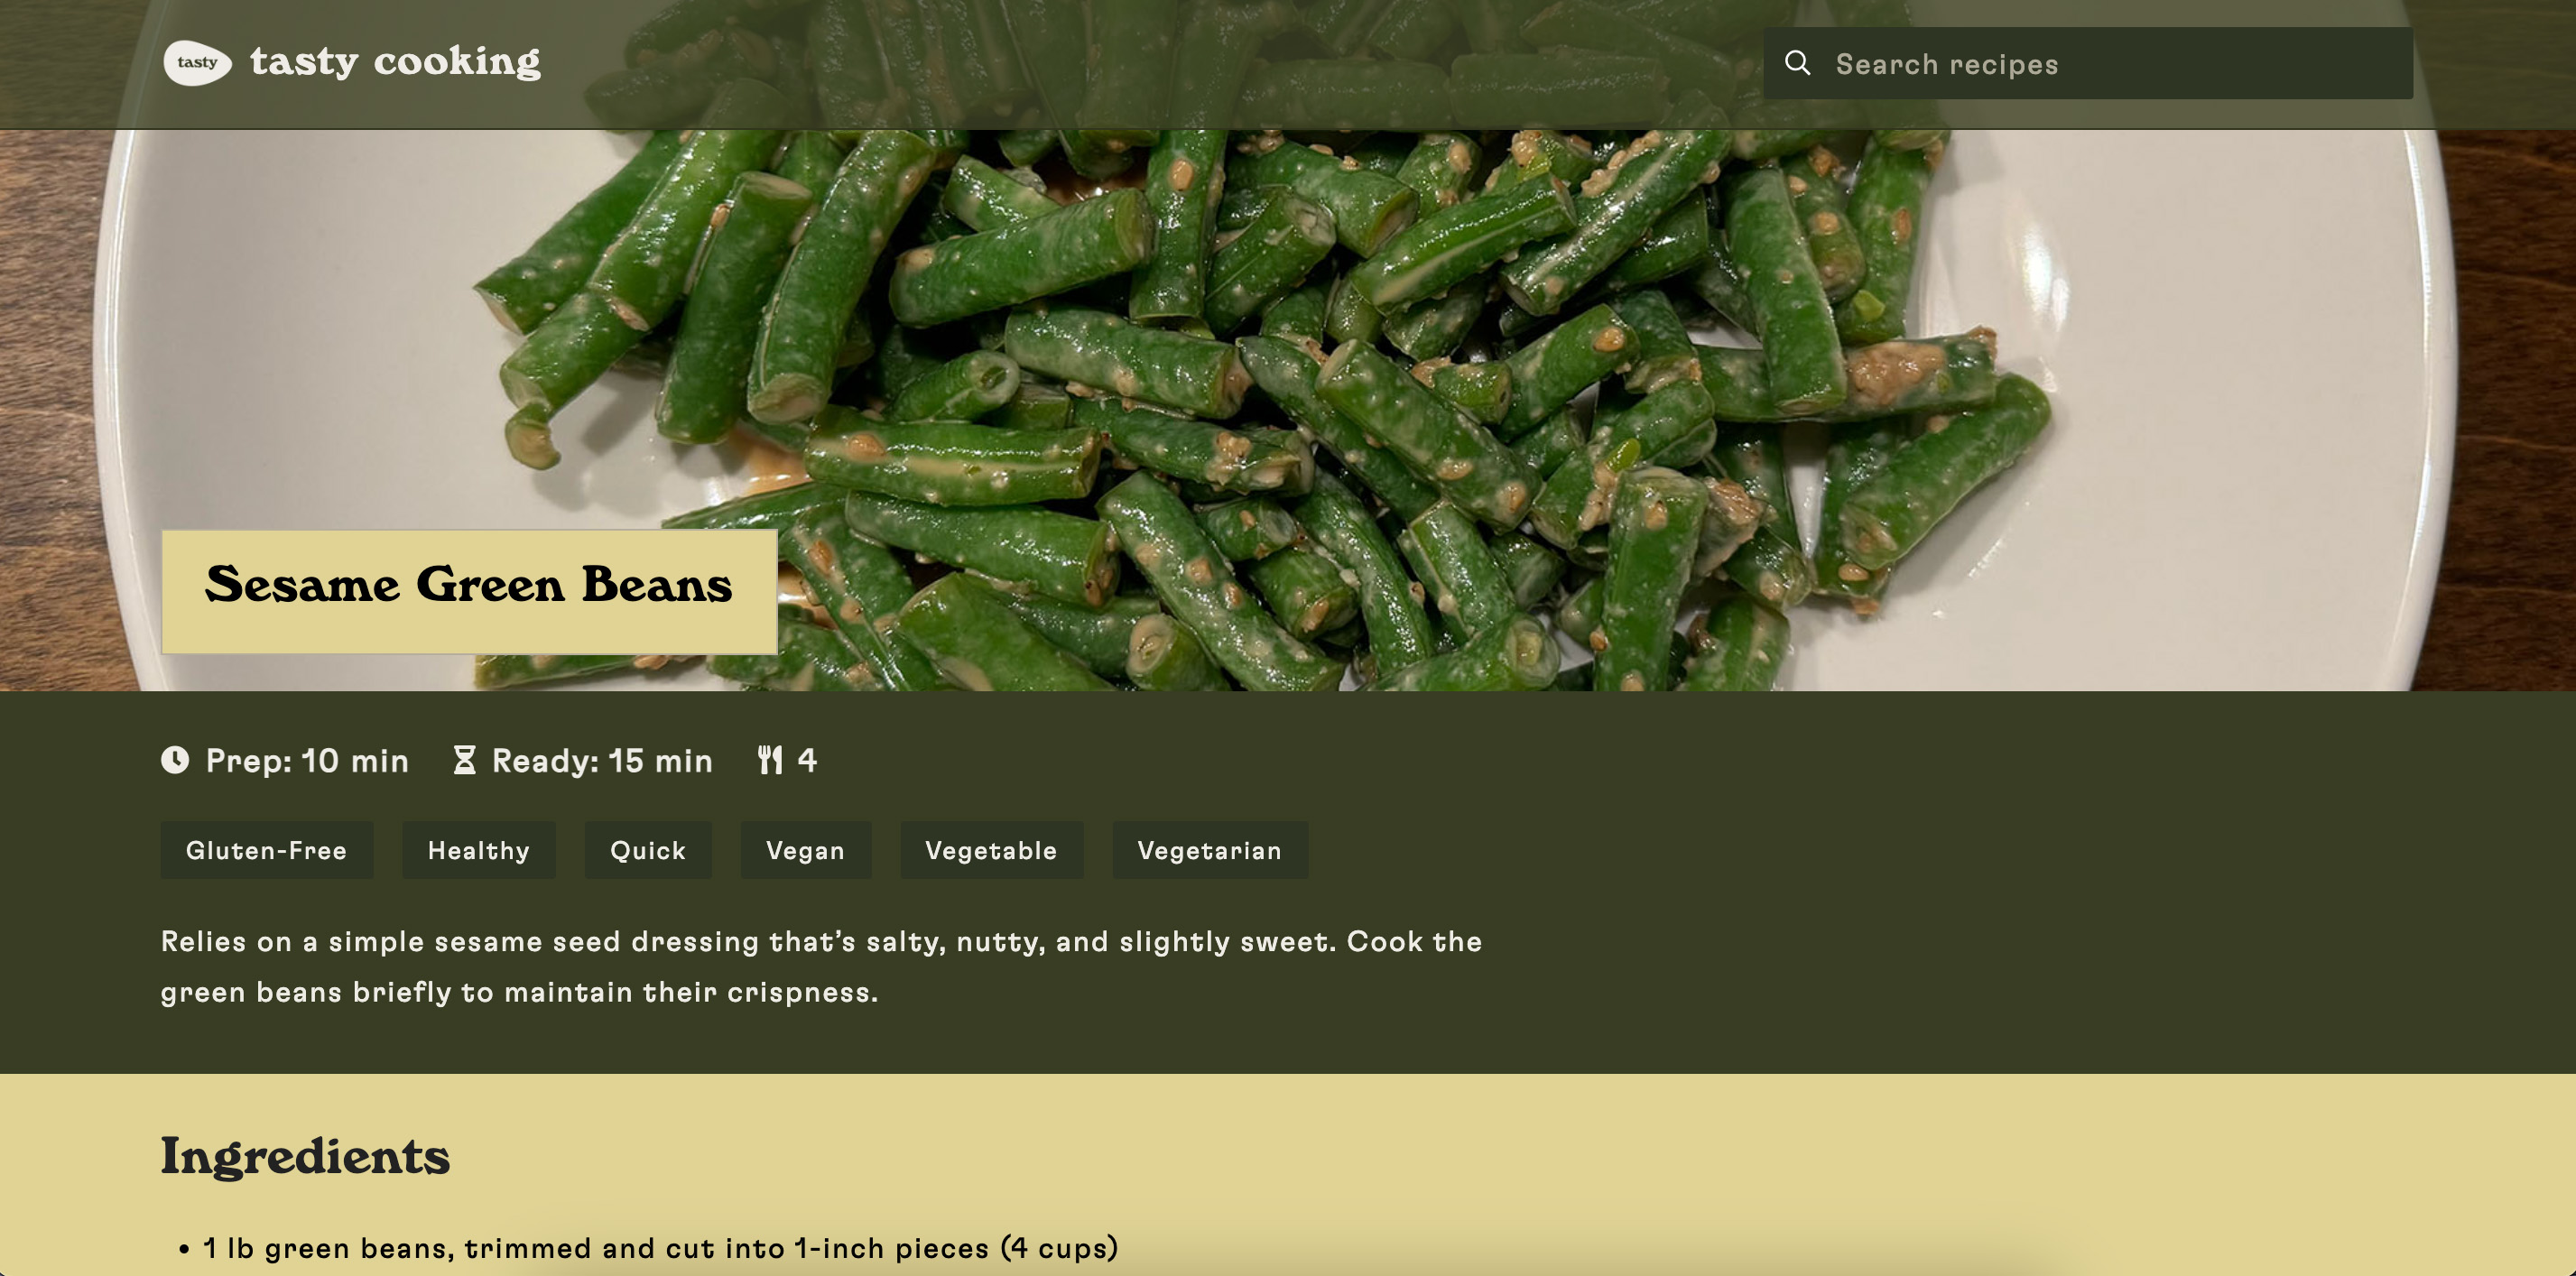 tasty
tasty cooking
Search recipes
Sesame Green Beans
Prep: 10 min Ready: 15 min 4
Gluten-Free Healthy Quick Vegan Vegetable Vegetarian
Relies on a simple sesame seed dressing that’s salty, nutty, and slightly sweet. Cook the
green beans briefly to maintain their crispness.
Ingredients
• 1 lb green beans, trimmed and cut into 1-inch pieces (4 cups)